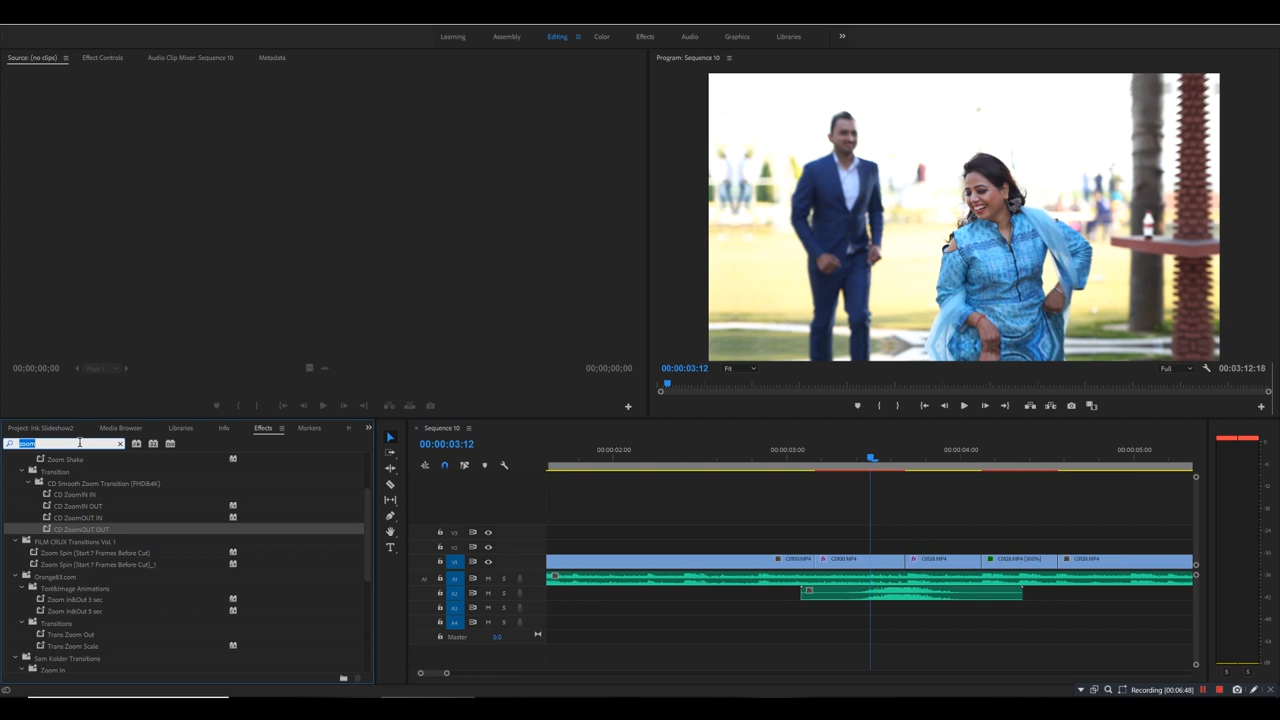 Learning Assembly Editing Color Effects Audio Graphics Libraries
Source: (no clips) Effect Controls Audio Clip Mixer: Sequence 10 Metadata
Program: Sequence 10
00;00;00;00 Page 1 00;00;00;00
00:00:03:12 Fit Full 00:03:12:18
Project: Ink Slideshow2 Media Browser Libraries Info Effects Markers H
zoom
Zoom Shake
Transition
CD Smooth Zoom Transition (FHD&4K)
CD ZoomIN IN
CD ZoomIN OUT
CD ZoomOUT IN
CD ZoomOUT OUT
FILM CRUX Transitions Vol. 1
Zoom Spin (Start 7 Frames Before Cut)
Zoom Spin (Start 7 Frames Before Cut)_1
Orange83.com
Text&Image Animations
Zoom In&Out 3 sec
Zoom In&Out 5 sec
Transitions
Trans Zoom Out
Trans Zoom Scale
Sam Kolder Transitions
Zoom In
Sequence 10
00:00:03:12
00:00:02:00 00:00:03:00 00:00:04:00 00:00:05:00
V3
V2
V1
A1 A1 M S
A2 M S
A3 M S
A4 M S
Master 0.0
S S
Recording [00:06:48]